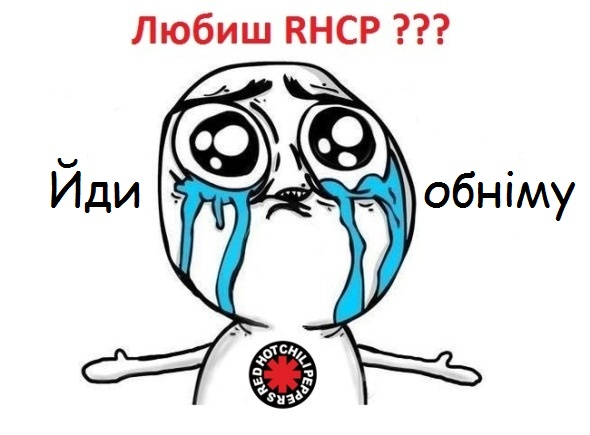 Любиш RHCP ???
Йди обніму
RED HOT CHILI PEPPERS